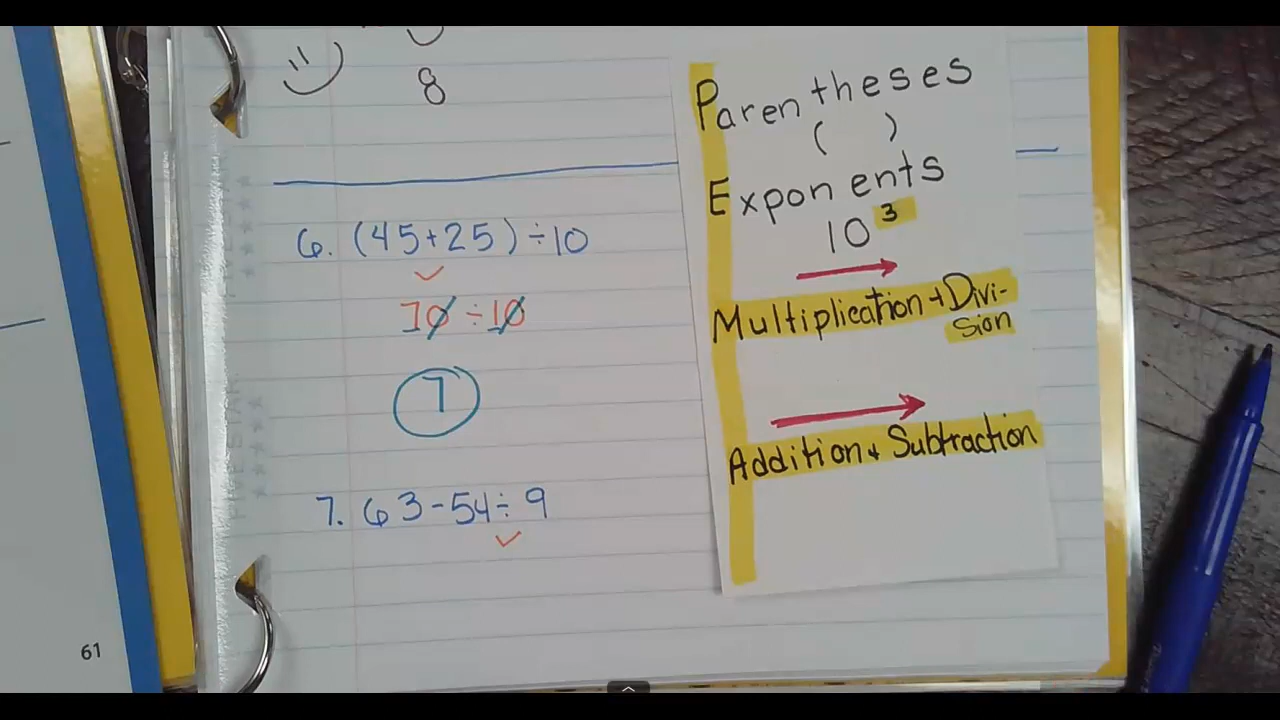 8
6. (45+25) ÷10
70 ÷10
7
7. 63-54÷ 9
Parentheses
( )
Exponents
10³
Multiplication + Divi-
sion
Addition + Subtraction
61